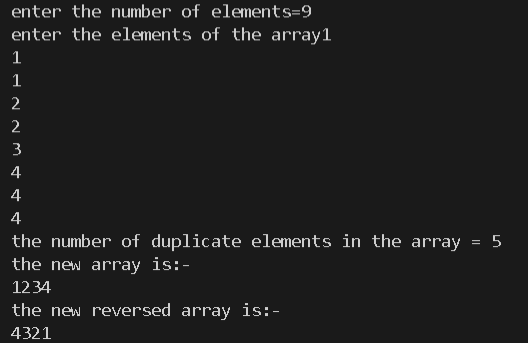 enter the number of elements=9
enter the elements of the array1
1
1
2
2
3
4
4
4
the number of duplicate elements in the array = 5
the new array is:-
1234
the new reversed array is:-
4321